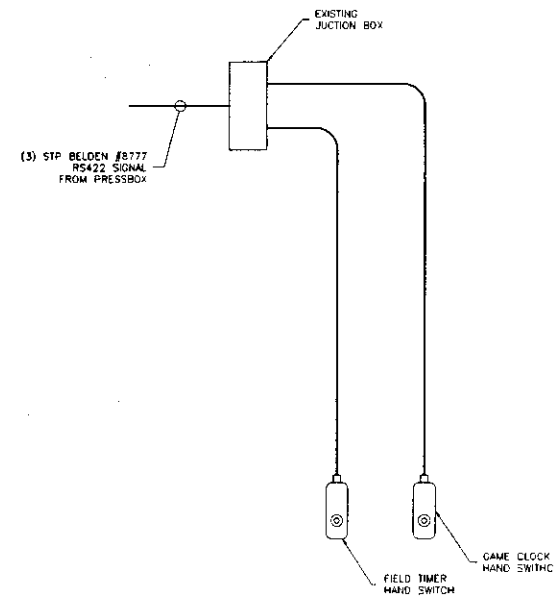 EXISTING
JUCTION BOX
(3) STP BELDEN #8777
RS422 SIGNAL
FROM PRESSBOX
GAME CLOCK
HAND SWITHC
FIELD TIMER
HAND SWITCH